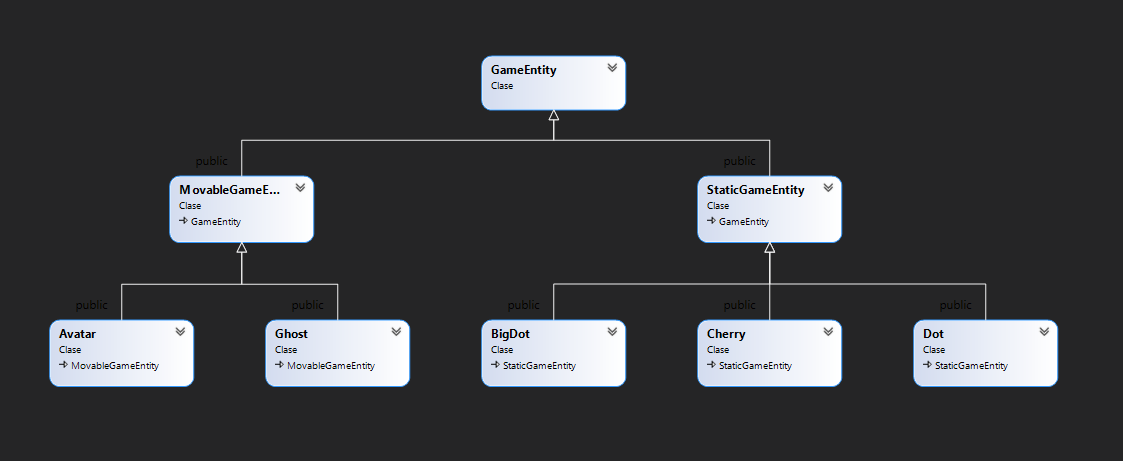 GameEntity
Clase
public
public
MovableGameE...
Clase
GameEntity
StaticGameEntity
Clase
GameEntity
public
public
public
public
public
Avatar
Clase
MovableGameEntity
Ghost
Clase
MovableGameEntity
BigDot
Clase
StaticGameEntity
Cherry
Clase
StaticGameEntity
Dot
Clase
StaticGameEntity